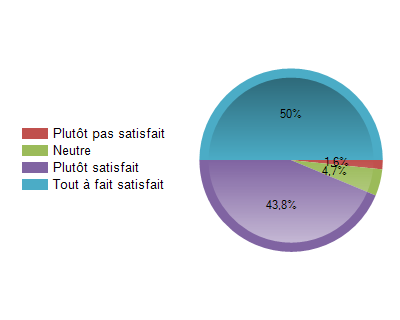 Plutôt pas satisfait
Neutre
Plutôt satisfait
Tout à fait satisfait
50%
1,6%
4,7%
43,8%